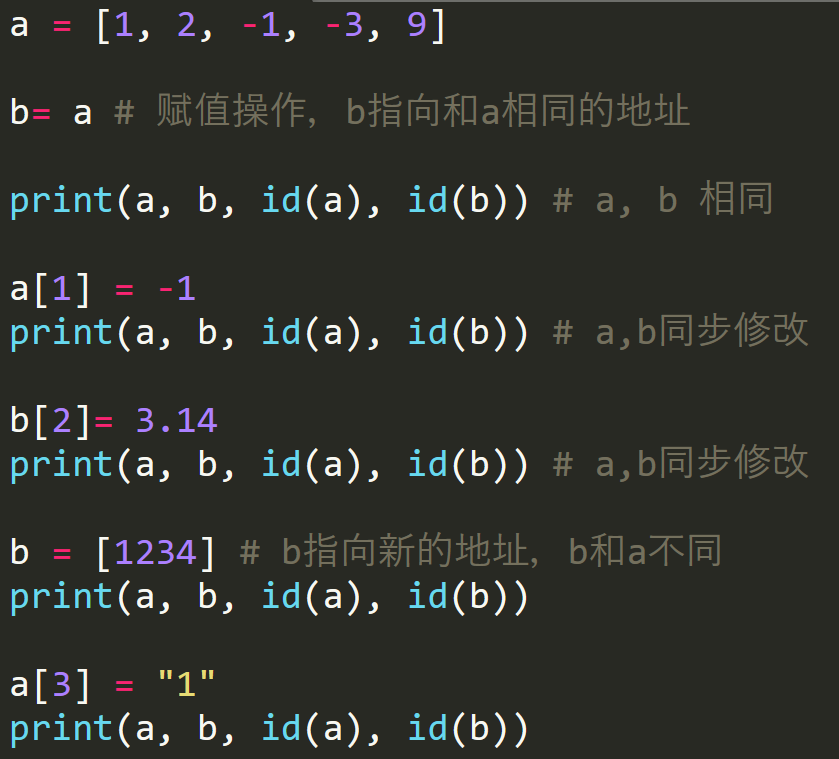 a = [1, 2, -1, -3, 9]
b= a # 赋值操作，b指向和a相同的地址
print(a, b, id(a), id(b)) # a, b 相同
a[1] = -1
print(a, b, id(a), id(b)) # a,b同步修改
b[2]= 3.14
print(a, b, id(a), id(b)) # a,b同步修改
b = [1234] # b指向新的地址，b和a不同
print(a, b, id(a), id(b))
a[3] = "1"
print(a, b, id(a), id(b))